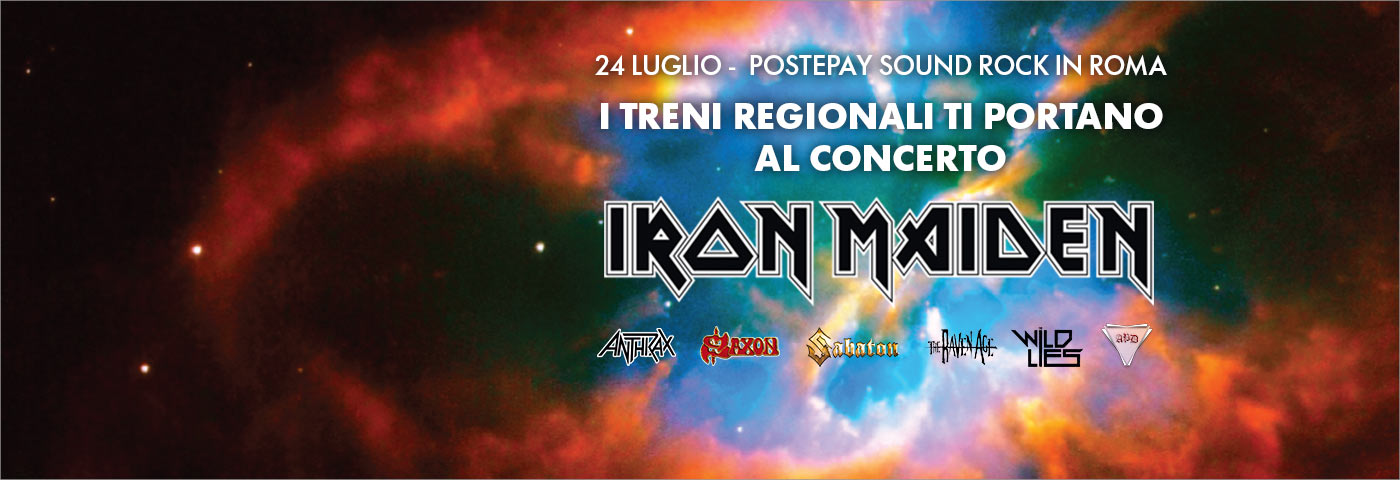 24 LUGLIO - POSTEPAY SOUND ROCK IN ROMA
I TRENI REGIONALI TI PORTANO
AL CONCERTO
IRON MAIDEN
ANTHRAX SAXON Sabaton THE RAVEN AGE WILD LIES APD